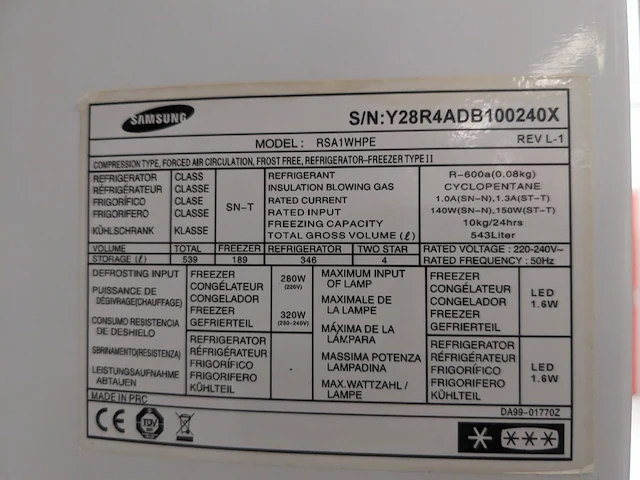 SAMSUNG
S/N:Y28R4ADB100240X
MODEL : RSA1WHPE REV L-1
COMPRESSION TYPE, FORCED AIR CIRCULATION, FROST FREE, REFRIGERATOR-FREEZER TYPE II
REFRIGERATOR CLASS
RÉFRIGÉRATEUR CLASSE
FRIGORÍFICO CLASE
FRIGORIFERO CLASSE
KÜHLSCHRANK KLASSE
SN-T
REFRIGERANT R-600a(0.08kg)
INSULATION BLOWING GAS CYCLOPENTANE
RATED CURRENT 1.0A(SN-N),1.3A(ST-T)
RATED INPUT 140W(SN-N),150W(ST-T)
FREEZING CAPACITY 10kg/24hrs
TOTAL GROSS VOLUME (ℓ) 543Liter
VOLUME TOTAL FREEZER REFRIGERATOR TWO STAR RATED VOLTAGE : 220-240V~
STORAGE (ℓ) 539 189 346 4 RATED FREQUENCY : 50Hz
DEFROSTING INPUT
PUISSANCE DE
DÉGIVRAGE(CHAUFFAGE)
CONSUMO RESISTENCIA
DE DESHIELO
SBRINAMENTO(RESISTENZA)
LEISTUNGSAUFNAHME
ABTAUEN
FREEZER
CONGÉLATEUR
CONGELADOR
FREEZER
GEFRIERTEIL
280W
(220V)
320W
(230-240V)
REFRIGERATOR
RÉFRIGÉRATEUR
FRIGORÍFICO
FRIGORIFERO
KÜHLTEIL
MAXIMUM INPUT
OF LAMP
MAXIMALE DE
LA LAMPE
MÁXIMA DE LA
LÁMPARA
MASSIMA POTENZA
LAMPADINA
MAX.WATTZAHL /
LAMPE
FREEZER
CONGÉLATEUR
CONGELADOR
FREEZER
GEFRIERTEIL
LED
1.6W
REFRIGERATOR
RÉFRIGÉRATEUR
FRIGORÍFICO
FRIGORIFERO
KÜHLTEIL
LED
1.6W
MADE IN PRC
DA99-01770Z
CE
TÜV